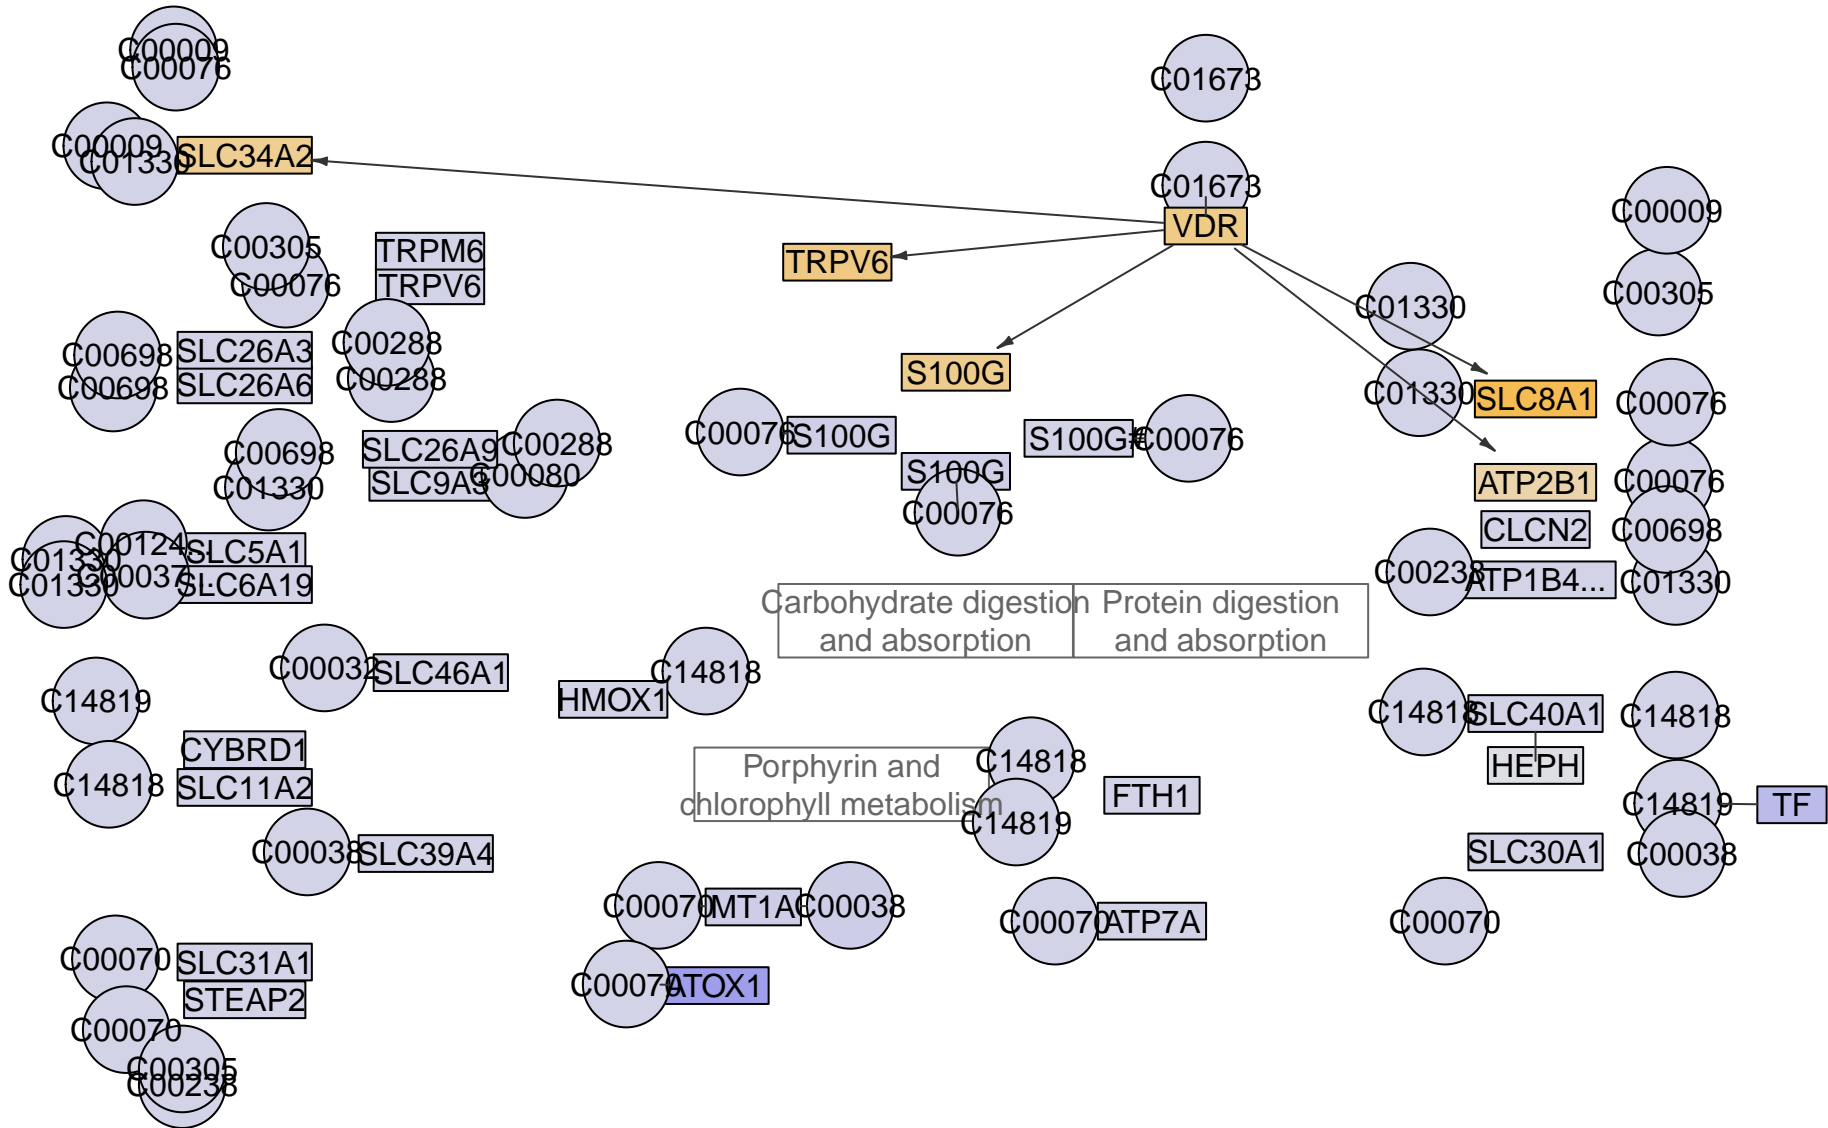 C00009
C00076
C01673
C00009
C01330
SLC34A2
C01673
VDR
C00009
C00305
C00076
TRPM6
TRPV6
TRPV6
C01330
C00305
C00698
C00698
SLC26A3
SLC26A6
C00288
C00288
S100G
C01330
SLC8A1
C00076
C00698
C01330
SLC26A9
SLC9A3
C00288
C00080
C00076
S100G
S100G
C00076
S100G#
C00076
ATP2B1
C00076
CLCN2
C00698
C01330
C01330
C00124...
C00037...
SLC5A1
SLC6A19
C00238
ATP1B4...
C01330
Carbohydrate digestion
and absorption
Protein digestion
and absorption
C00032
SLC46A1
HMOX1
C14818
C14819
C14818
CYBRD1
SLC11A2
Porphyrin and
chlorophyll metabolism
C14818
C14819
FTH1
C14818
SLC40A1
HEPH
C14818
C14819
TF
C00038
SLC39A4
SLC30A1
C00038
C00070
MT1A
C00038
C00070
ATP7A
C00070
C00070
SLC31A1
STEAP2
C00070
ATOX1
C00070
C00305
C00238